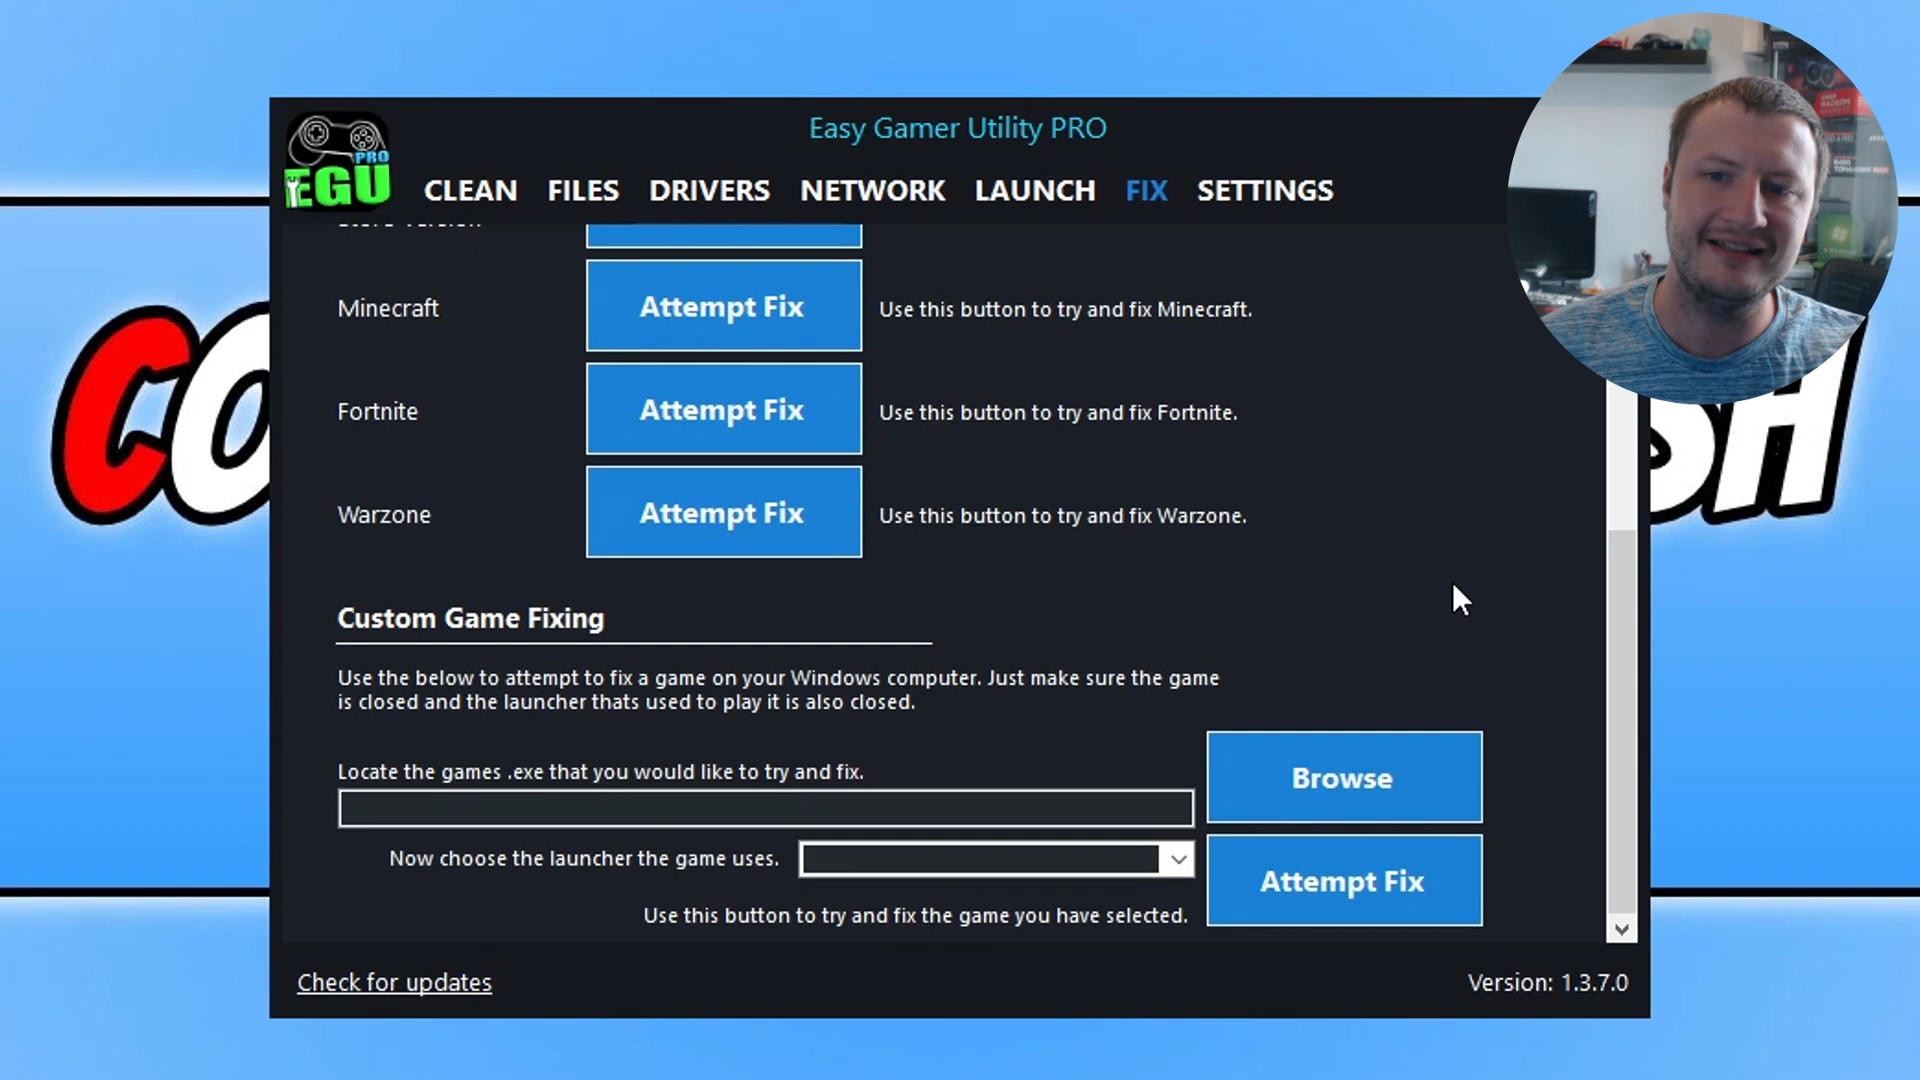 Easy Gamer Utility PRO
PRO
EGU
CLEAN FILES DRIVERS NETWORK LAUNCH FIX SETTINGS
Minecraft Attempt Fix Use this button to try and fix Minecraft.
Fortnite Attempt Fix Use this button to try and fix Fortnite.
Warzone Attempt Fix Use this button to try and fix Warzone.
CO
SH
Custom Game Fixing
Use the below to attempt to fix a game on your Windows computer. Just make sure the game
is closed and the launcher thats used to play it is also closed.
Locate the games .exe that you would like to try and fix.
Browse
Now choose the launcher the game uses.
Attempt Fix
Use this button to try and fix the game you have selected.
Check for updates
Version: 1.3.7.0